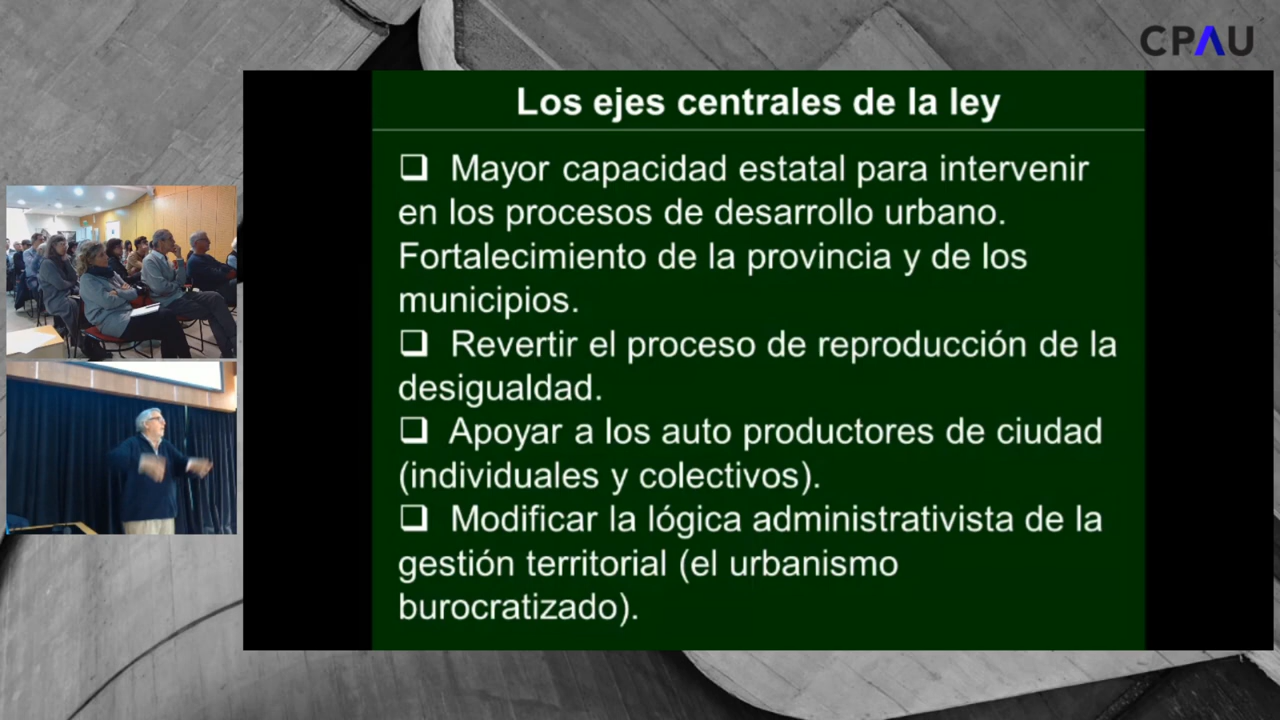 CPAU
Los ejes centrales de la ley
❑ Mayor capacidad estatal para intervenir
en los procesos de desarrollo urbano.
Fortalecimiento de la provincia y de los
municipios.
❑ Revertir el proceso de reproducción de la
desigualdad.
❑ Apoyar a los auto productores de ciudad
(individuales y colectivos).
❑ Modificar la lógica administrativista de la
gestión territorial (el urbanismo
burocratizado).